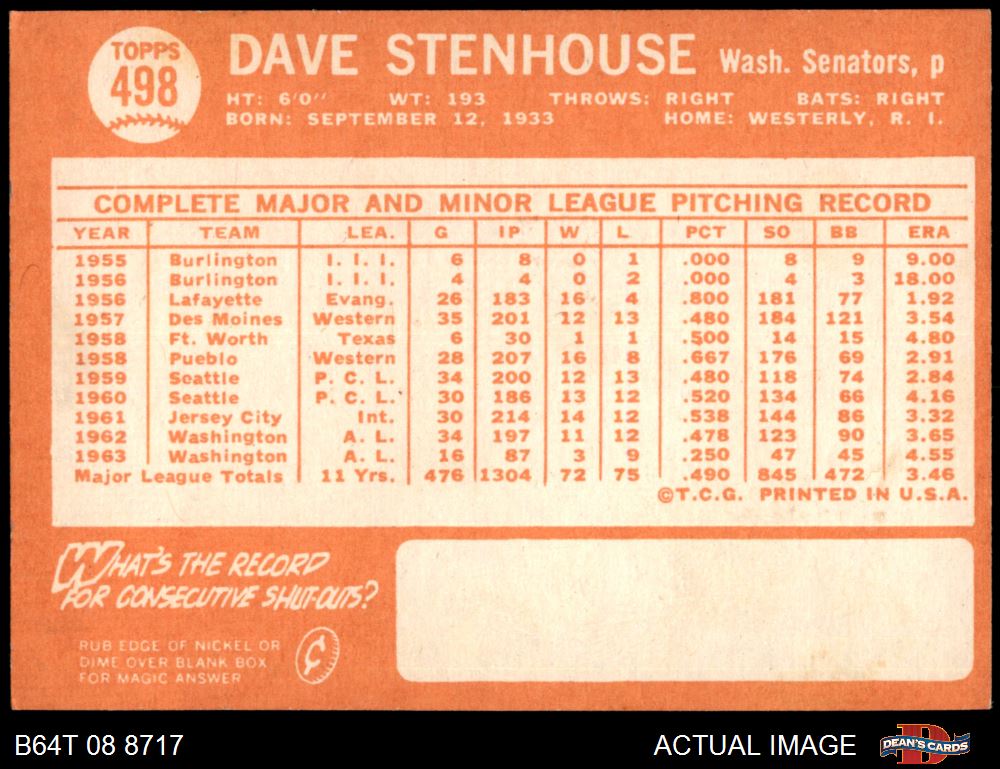 TOPPS
498
DAVE STENHOUSE Wash. Senators, p
HT: 6'0" WT: 193 THROWS: RIGHT BATS: RIGHT
BORN: SEPTEMBER 12, 1933 HOME: WESTERLY, R. I.
COMPLETE MAJOR AND MINOR LEAGUE PITCHING RECORD
YEAR TEAM LEA. G IP W L PCT SO BB ERA
1955 Burlington I. I. I. 6 8 0 1 .000 8 9 9.00
1956 Burlington I. I. I. 4 4 0 2 .000 4 3 18.00
1956 Lafayette Evang. 26 183 16 4 .800 181 77 1.92
1957 Des Moines Western 35 201 12 13 .480 184 121 3.54
1958 Ft. Worth Texas 6 30 1 1 .500 14 15 4.80
1958 Pueblo Western 28 207 16 8 .667 176 69 2.91
1959 Seattle P. C. L. 34 200 12 13 .480 118 74 2.84
1960 Seattle P. C. L. 30 186 13 12 .520 134 66 4.16
1961 Jersey City Int. 30 214 14 12 .538 144 86 3.32
1962 Washington A. L. 34 197 11 12 .478 123 90 3.65
1963 Washington A. L. 16 87 3 9 .250 47 45 4.55
Major League Totals 11 Yrs. 476 1304 72 75 .490 845 472 3.46
©T.C.G. PRINTED IN U.S.A.
WHAT'S THE RECORD
FOR CONSECUTIVE SHUT-OUTS?
RUB EDGE OF NICKEL OR
DIME OVER BLANK BOX
FOR MAGIC ANSWER
¢
B64T 08 8717 ACTUAL IMAGE DEAN'S CARDS